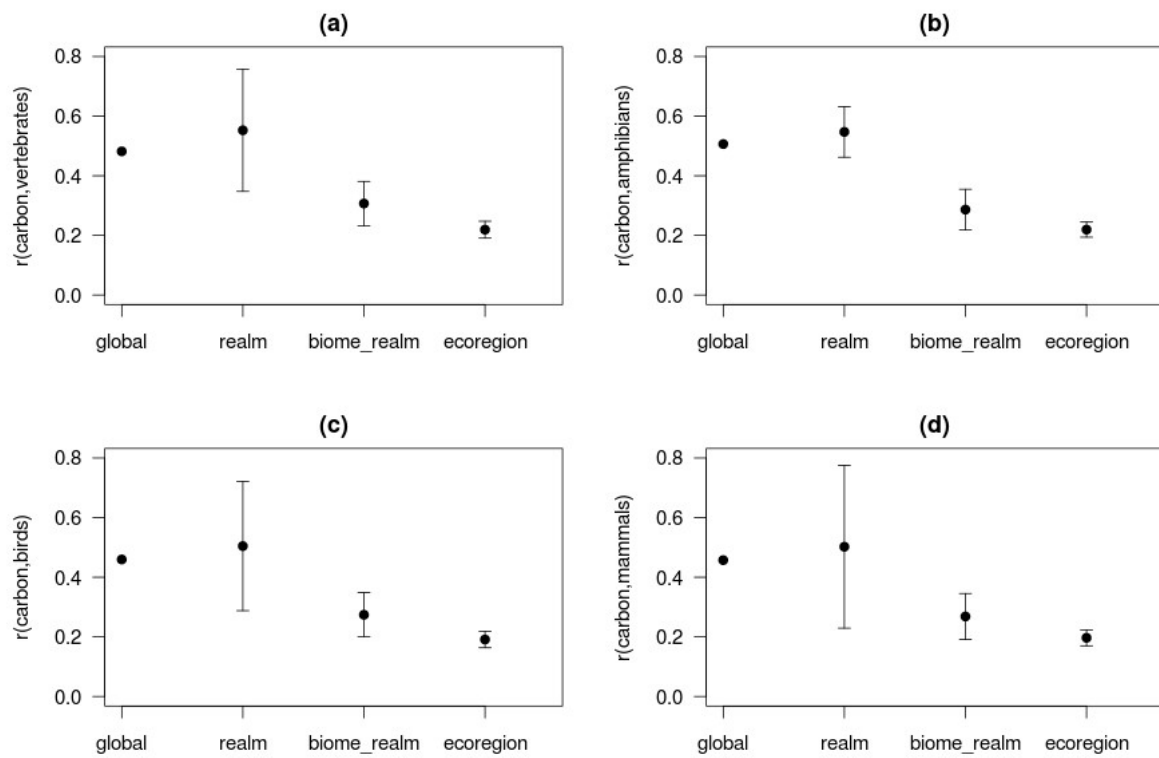 (a)
r(carbon,vertebrates)
0.8
0.6
0.4
0.2
0.0
global realm biome_realm ecoregion
(b)
r(carbon,amphibians)
0.8
0.6
0.4
0.2
0.0
global realm biome_realm ecoregion
(c)
r(carbon,birds)
0.8
0.6
0.4
0.2
0.0
global realm biome_realm ecoregion
(d)
r(carbon,mammals)
0.8
0.6
0.4
0.2
0.0
global realm biome_realm ecoregion